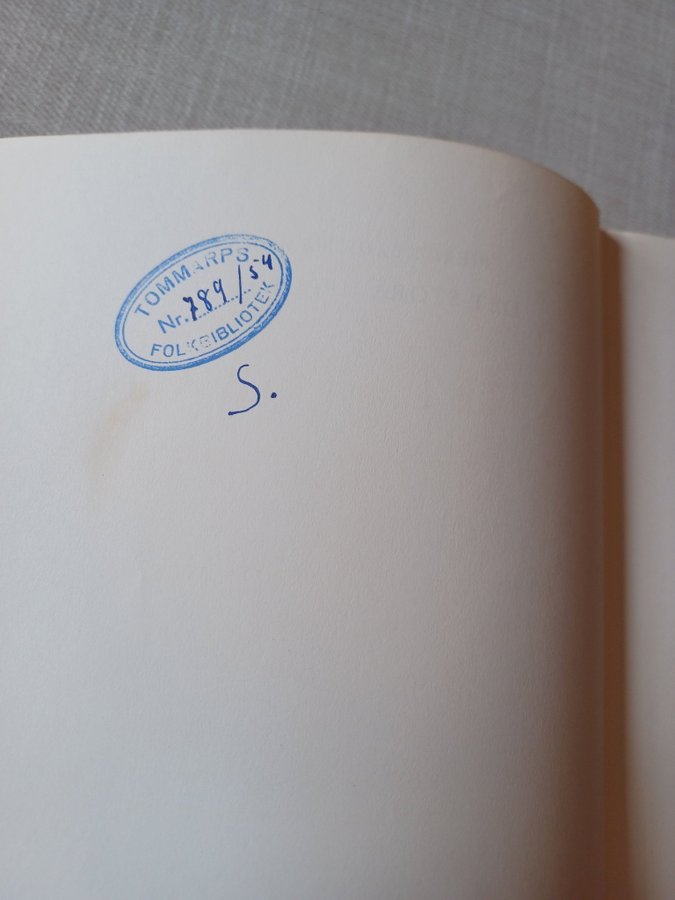 TOMMARPS-
Nr. 789/54
FOLKBIBLIOTEK
S.